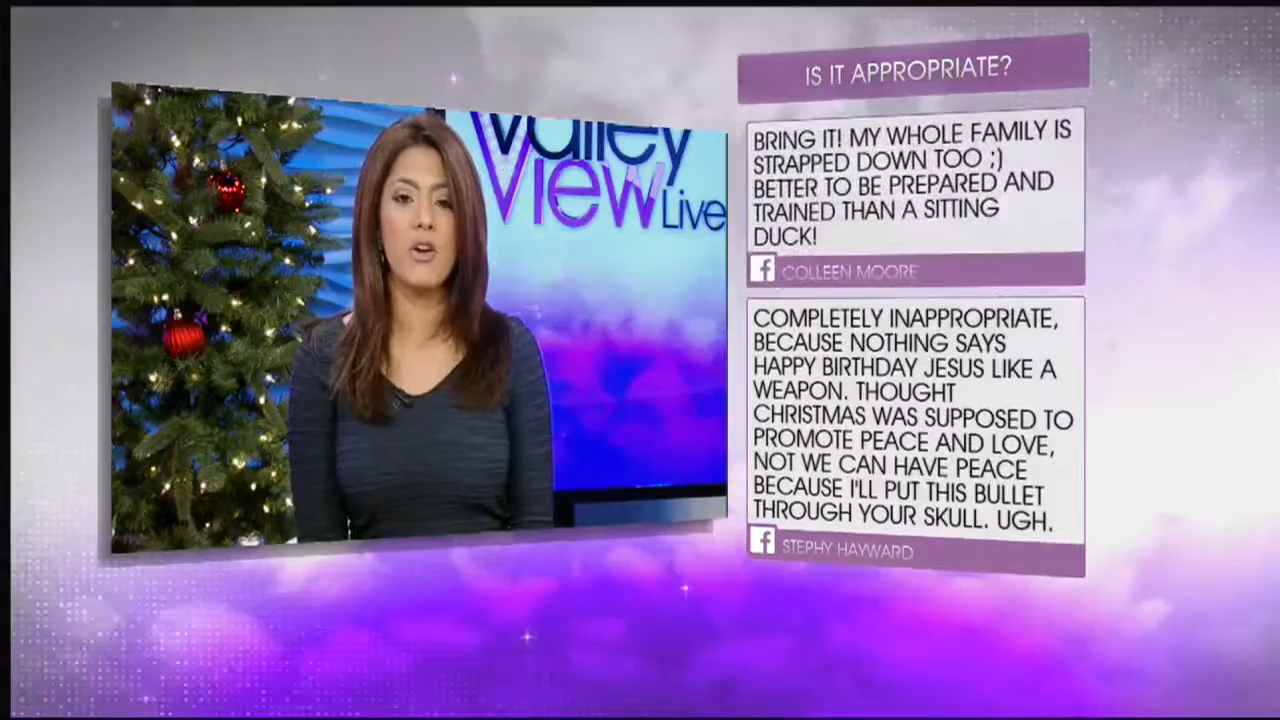 Valley
View Live
IS IT APPROPRIATE?
BRING IT! MY WHOLE FAMILY IS
STRAPPED DOWN TOO ;)
BETTER TO BE PREPARED AND
TRAINED THAN A SITTING
DUCK!
f COLLEEN MOORE
COMPLETELY INAPPROPRIATE,
BECAUSE NOTHING SAYS
HAPPY BIRTHDAY JESUS LIKE A
WEAPON. THOUGHT
CHRISTMAS WAS SUPPOSED TO
PROMOTE PEACE AND LOVE,
NOT WE CAN HAVE PEACE
BECAUSE I'LL PUT THIS BULLET
THROUGH YOUR SKULL. UGH.
f STEPHY HAYWARD